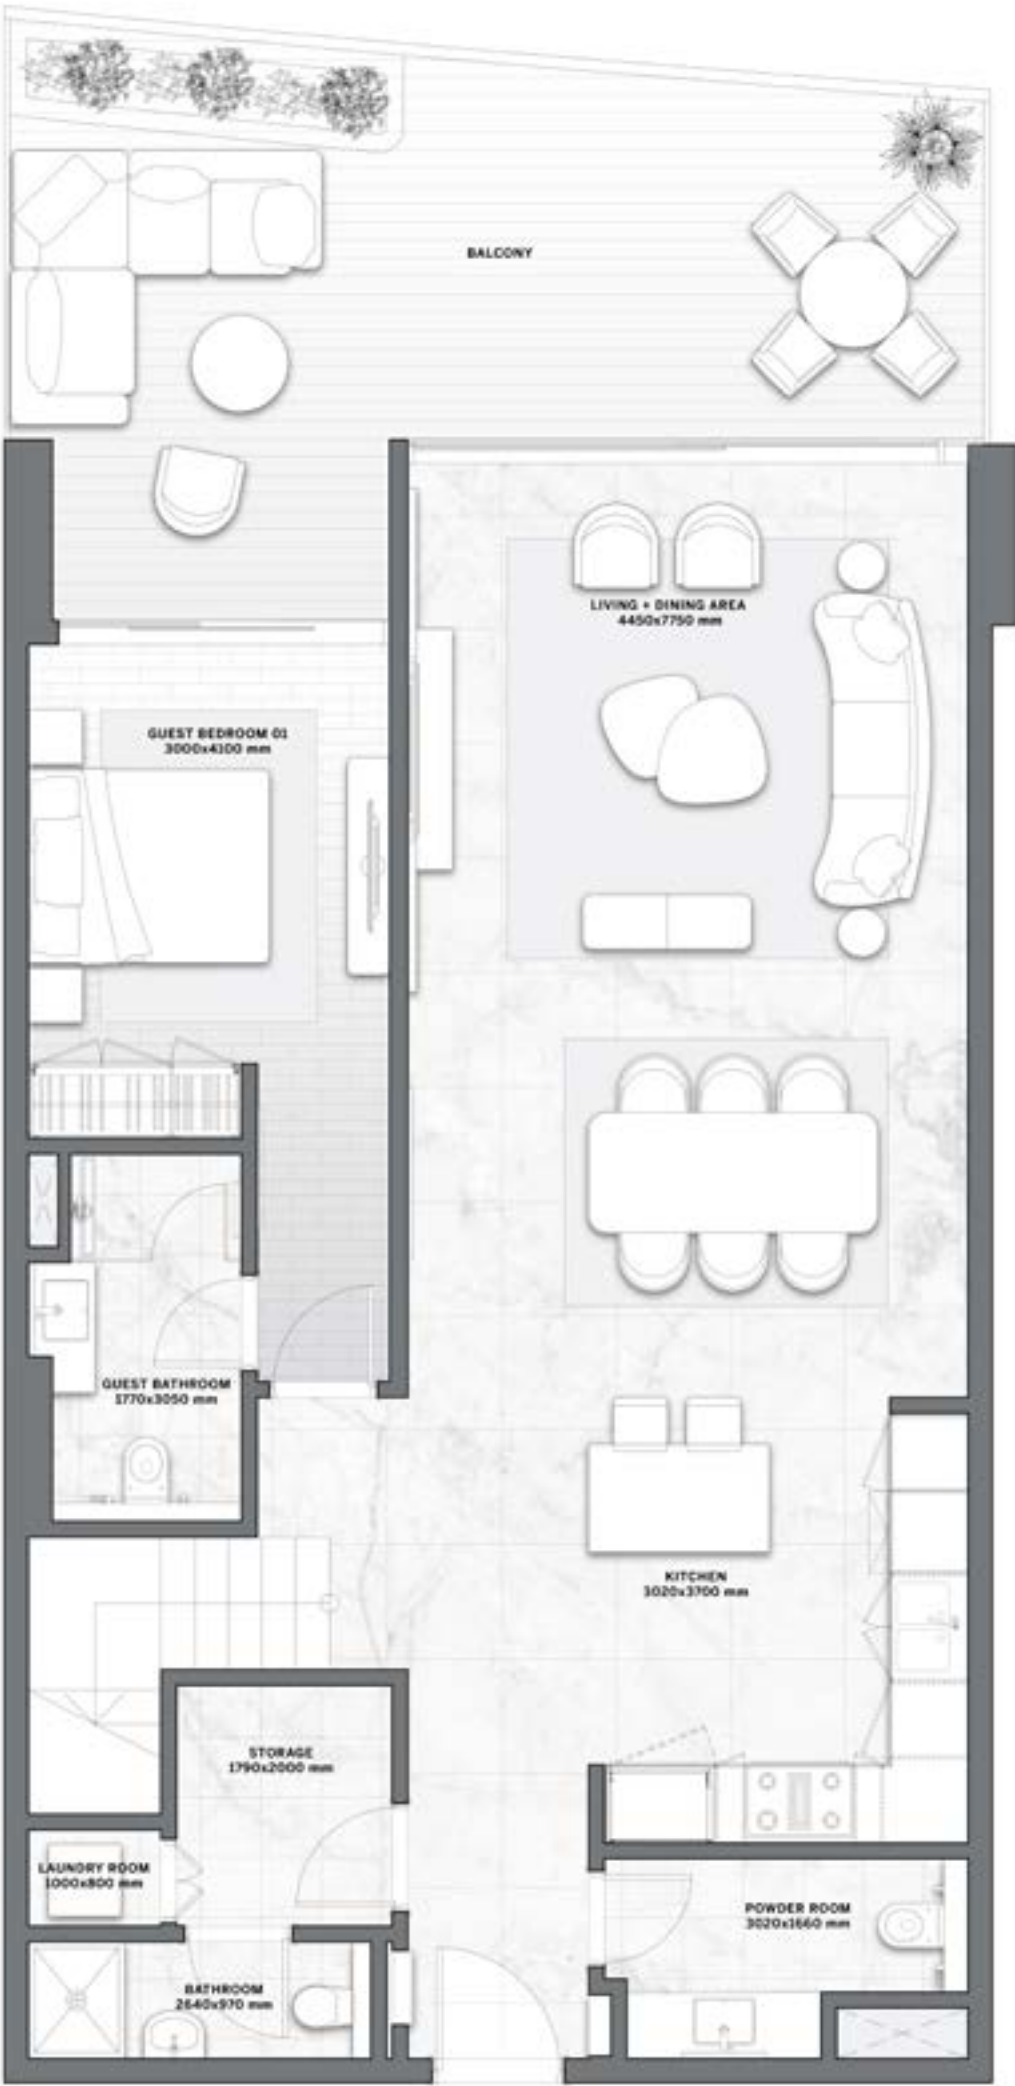 BALCONY
LIVING + DINING AREA
4450x7750 mm
GUEST BEDROOM 01
3000x4100 mm
GUEST BATHROOM
1770x3050 mm
KITCHEN
3020x3700 mm
STORAGE
1790x2000 mm
LAUNDRY ROOM
1000x800 mm
POWDER ROOM
3020x1660 mm
BATHROOM
2640x970 mm